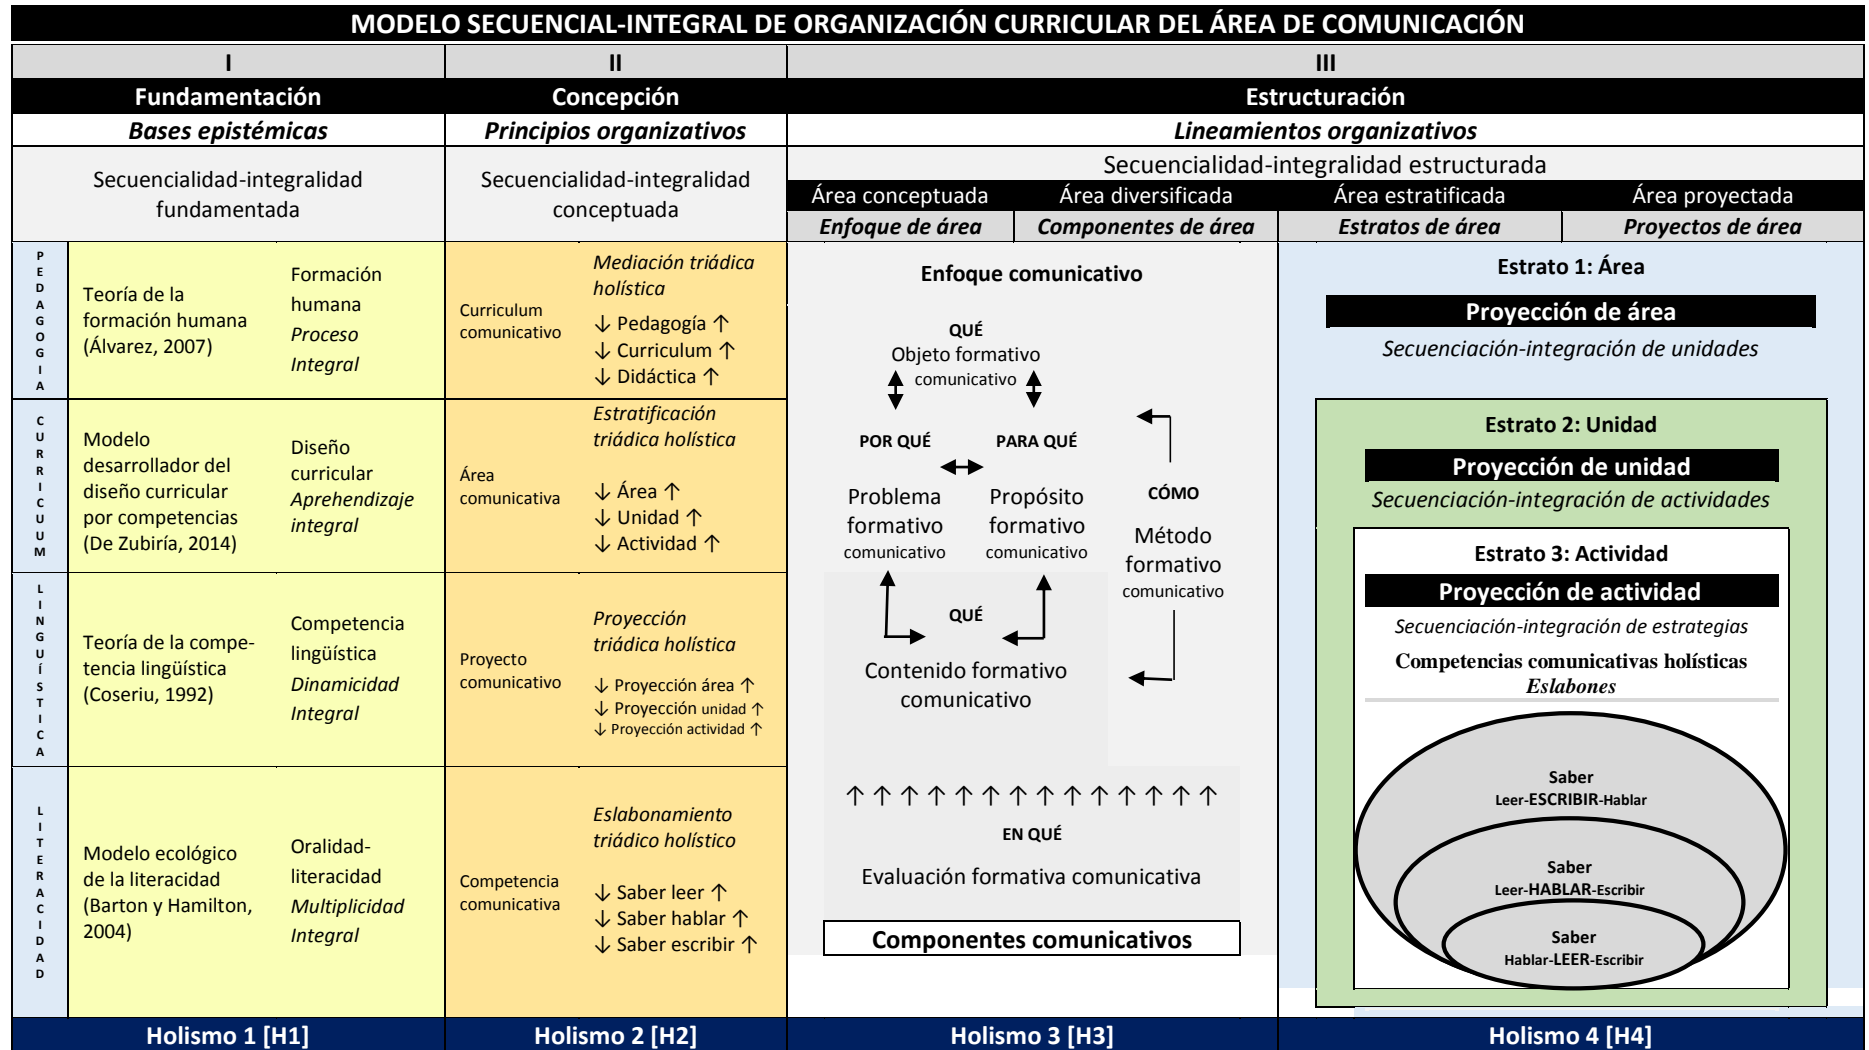 MODELO SECUENCIAL-INTEGRAL DE ORGANIZACIÓN CURRICULAR DEL ÁREA DE COMUNICACIÓN
I
II
III
Fundamentación
Concepción
Estructuración
Bases epistémicas
Principios organizativos
Lineamientos organizativos
Secuencialidad-integralidad
fundamentada
Secuencialidad-integralidad
conceptuada
Secuencialidad-integralidad estructurada
Área conceptuada
Área diversificada
Área estratificada
Área proyectada
Enfoque de área
Componentes de área
Estratos de área
Proyectos de área
PEDAGOGIA
Teoría de la
formación humana
(Álvarez, 2007)
Formación
humana
Proceso
Integral
Curriculum
comunicativo
Mediación triádica
holística
↓ Pedagogía ↑
↓ Curriculum ↑
↓ Didáctica ↑
CURRICUUM
Modelo
desarrollador del
diseño curricular
por competencias
(De Zubiría, 2014)
Diseño
curricular
Aprehendizaje
integral
Área
comunicativa
Estratificación
triádica holística
↓ Área ↑
↓ Unidad ↑
↓ Actividad ↑
LINGUÍSTICA
Teoría de la compe-
tencia lingüística
(Coseriu, 1992)
Competencia
lingüística
Dinamicidad
Integral
Proyecto
comunicativo
Proyección
triádica holística
↓ Proyección área ↑
↓ Proyección unidad ↑
↓ Proyección actividad ↑
LITERACIDAD
Modelo ecológico
de la literacidad
(Barton y Hamilton,
2004)
Oralidad-
literacidad
Multiplicidad
Integral
Competencia
comunicativa
Eslabonamiento
triádico holístico
↓ Saber leer ↑
↓ Saber hablar ↑
↓ Saber escribir ↑
Enfoque comunicativo
QUÉ
Objeto formativo
comunicativo
POR QUÉ
PARA QUÉ
Problema
formativo
comunicativo
Propósito
formativo
comunicativo
CÓMO
Método
formativo
comunicativo
QUÉ
Contenido formativo
comunicativo
↑ ↑ ↑ ↑ ↑ ↑ ↑ ↑ ↑ ↑ ↑ ↑ ↑ ↑
EN QUÉ
Evaluación formativa comunicativa
Componentes comunicativos
Estrato 1: Área
Proyección de área
Secuenciación-integración de unidades
Estrato 2: Unidad
Proyección de unidad
Secuenciación-integración de actividades
Estrato 3: Actividad
Proyección de actividad
Secuenciación-integración de estrategias
Competencias comunicativas holísticas
Eslabones
Saber
Leer-ESCRIBIR-Hablar
Saber
Leer-HABLAR-Escribir
Saber
Hablar-LEER-Escribir
Holismo 1 [H1]
Holismo 2 [H2]
Holismo 3 [H3]
Holismo 4 [H4]